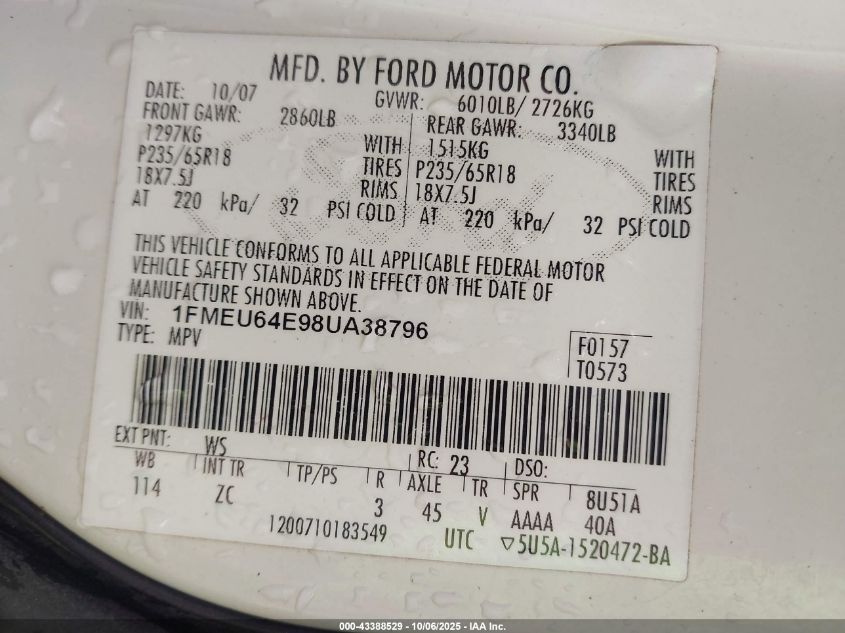 MFD. BY FORD MOTOR CO.
DATE: 10/07 GVWR: 6010LB/ 2726KG
FRONT GAWR: 2860LB REAR GAWR: 3340LB
1297KG WITH 1515KG WITH
P235/65R18 TIRES P235/65R18 TIRES
18X7.5J RIMS 18X7.5J RIMS
AT 220 kPa/ 32 PSI COLD AT 220 kPa/ 32 PSI COLD
THIS VEHICLE CONFORMS TO ALL APPLICABLE FEDERAL MOTOR
VEHICLE SAFETY STANDARDS IN EFFECT ON THE DATE OF
MANUFACTURE SHOWN ABOVE.
VIN: 1FMEU64E98UA38796
TYPE: MPV F0157
T0573
EXT PNT: WS RC: 23 DSO:
WB INT TR TP/PS R AXLE TR SPR 8U51A
114 ZC 3 45 V AAAA 40A
1200710183549 UTC ▽5U5A-1520472-BA
000-43388529 - 10/06/2025 - IAA Inc.